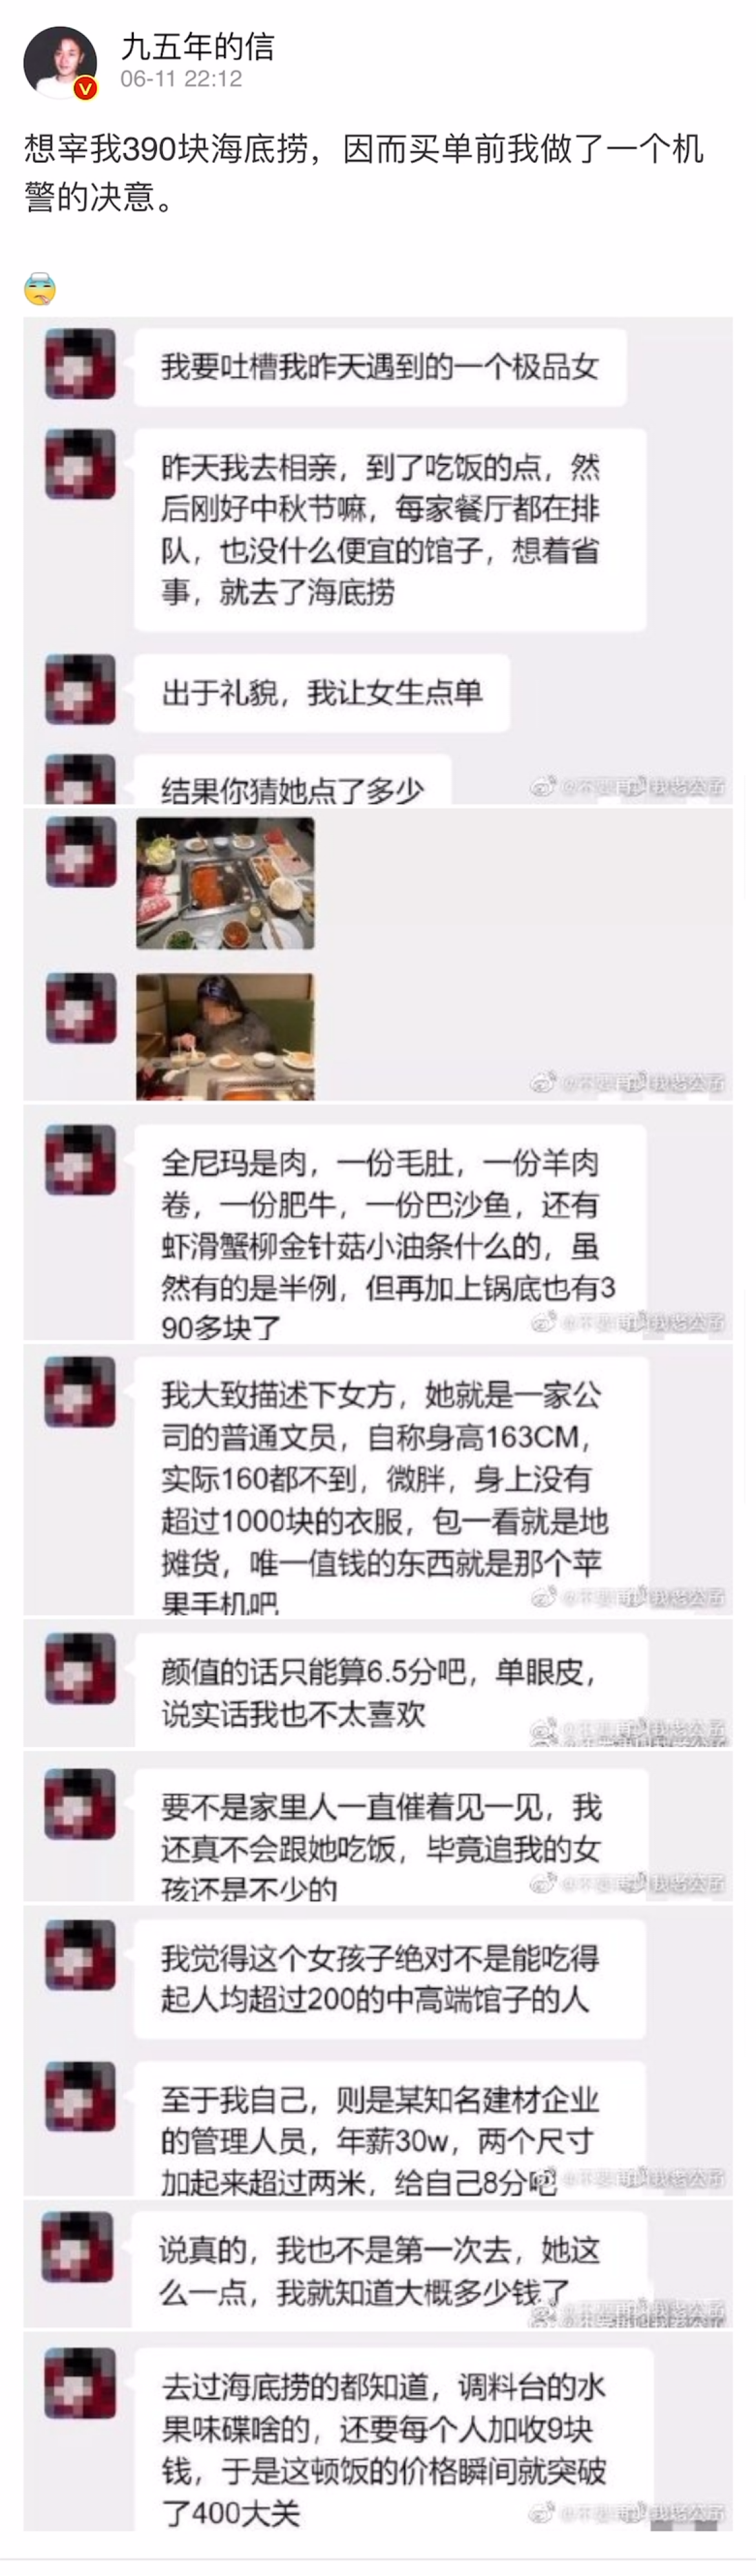 九五年的信
06-11 22:12
想宰我390块海底捞，因而买单前我做了一个机
警的决意。
我要吐槽我昨天遇到的一个极品女
昨天我去相亲，到了吃饭的点，然
后刚好中秋节嘛，每家餐厅都在排
队，也没什么便宜的馆子，想着省
事，就去了海底捞
出于礼貌，我让女生点单
结果你猜她点了多少
全尼玛是肉，一份毛肚，一份羊肉
卷，一份肥牛，一份巴沙鱼，还有
虾滑蟹柳金针菇小油条什么的，虽
然有的是半例，但再加上锅底也有3
90多块了
我大致描述下女方，她就是一家公
司的普通文员，自称身高163CM，
实际160都不到，微胖，身上没有
超过1000块的衣服，包一看就是地
摊货，唯一值钱的东西就是那个苹
果手机吧
颜值的话只能算6.5分吧，单眼皮，
说实话我也不太喜欢
要不是家里人一直催着见一见，我
还真不会跟她吃饭，毕竟追我的女
孩还是不少的
我觉得这个女孩子绝对不是能吃得
起人均超过200的中高端馆子的人
至于我自己，则是某知名建材企业
的管理人员，年薪30w，两个尺寸
加起来超过两米，给自己8分吧
说真的，我也不是第一次去，她这
么一点，我就知道大概多少钱了
去过海底捞的都知道，调料台的水
果味碟啥的，还要每个人加收9块
钱，于是这顿饭的价格瞬间就突破
了400大关